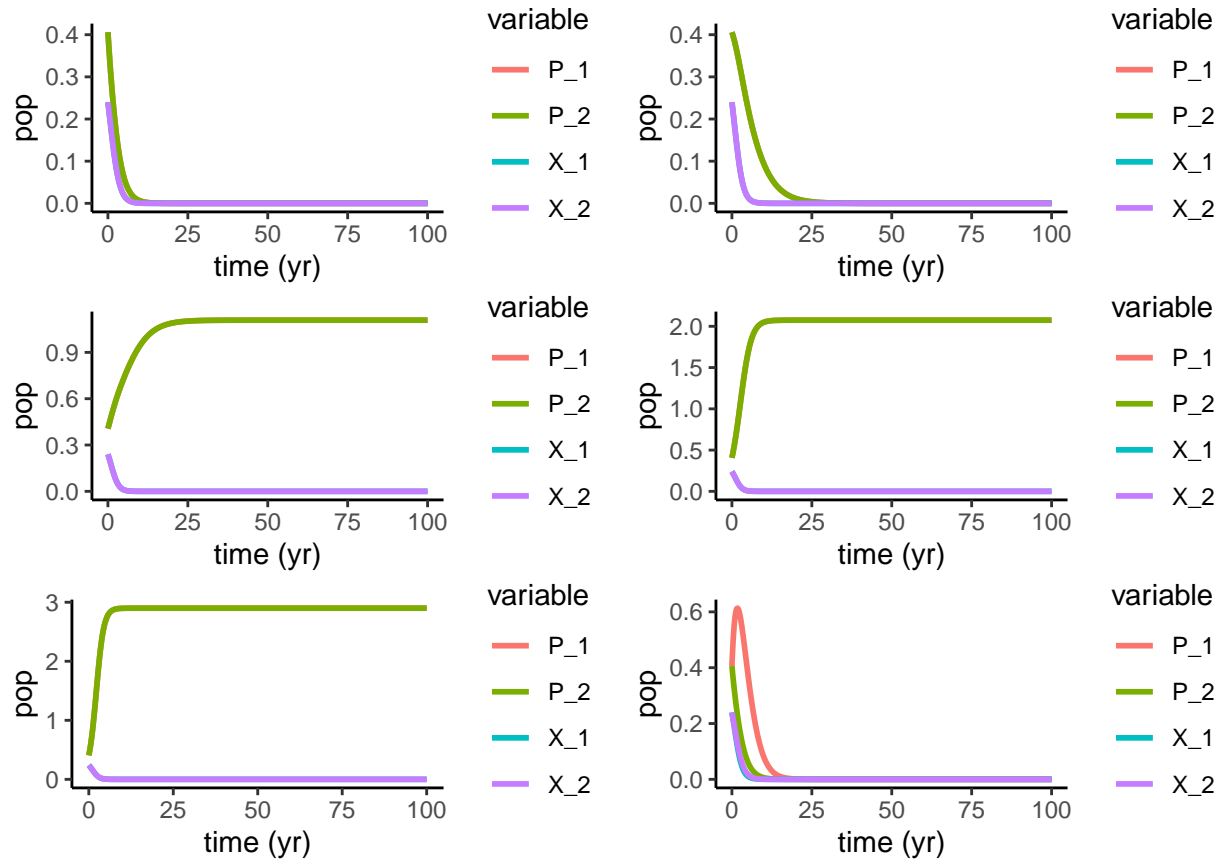 variable
0.4
0.3
0.2
0.1
0.0
pop
P_1
P_2
X_1
X_2
0 25 50 75 100
time (yr)
variable
0.4
0.3
0.2
0.1
0.0
pop
P_1
P_2
X_1
X_2
0 25 50 75 100
time (yr)
variable
0.9
0.6
0.3
0.0
pop
P_1
P_2
X_1
X_2
0 25 50 75 100
time (yr)
variable
2.0
1.5
1.0
0.5
0.0
pop
P_1
P_2
X_1
X_2
0 25 50 75 100
time (yr)
variable
3
2
1
0
pop
P_1
P_2
X_1
X_2
0 25 50 75 100
time (yr)
variable
0.6
0.4
0.2
0.0
pop
P_1
P_2
X_1
X_2
0 25 50 75 100
time (yr)